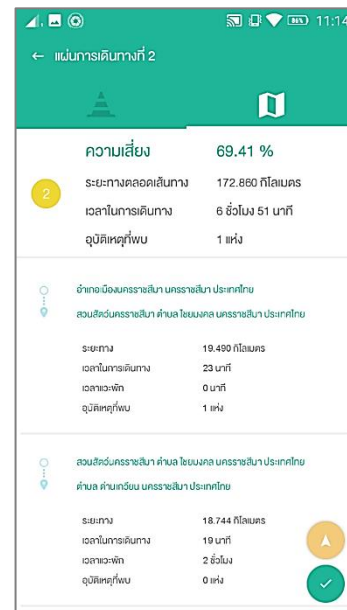 11:14
← แผ่นการเดินทางที่ 2
ความเสี่ยง 69.41 %
2
ระยะทางตลอดเส้นทาง 172.860 กิโลเมตร
เวลาในการเดินทาง 6 ชั่วโมง 51 นาที
อุบัติเหตุที่พบ 1 แห่ง
อำเภอเมืองนครราชสีมา นครราชสีมา ประเทศไทย
สวนสัตว์นครราชสีมา ตำบล ไชยมงคล นครราชสีมา ประเทศไทย
ระยะทาง 19.490 กิโลเมตร
เวลาในการเดินทาง 23 นาที
เวลาแวะพัก 0 นาที
อุบัติเหตุที่พบ 1 แห่ง
สวนสัตว์นครราชสีมา ตำบล ไชยมงคล นครราชสีมา ประเทศไทย
ตำบล ด่านเกวียน นครราชสีมา ประเทศไทย
ระยะทาง 18.744 กิโลเมตร
เวลาในการเดินทาง 19 นาที
เวลาแวะพัก 2 ชั่วโมง
อุบัติเหตุที่พบ 0 แห่ง